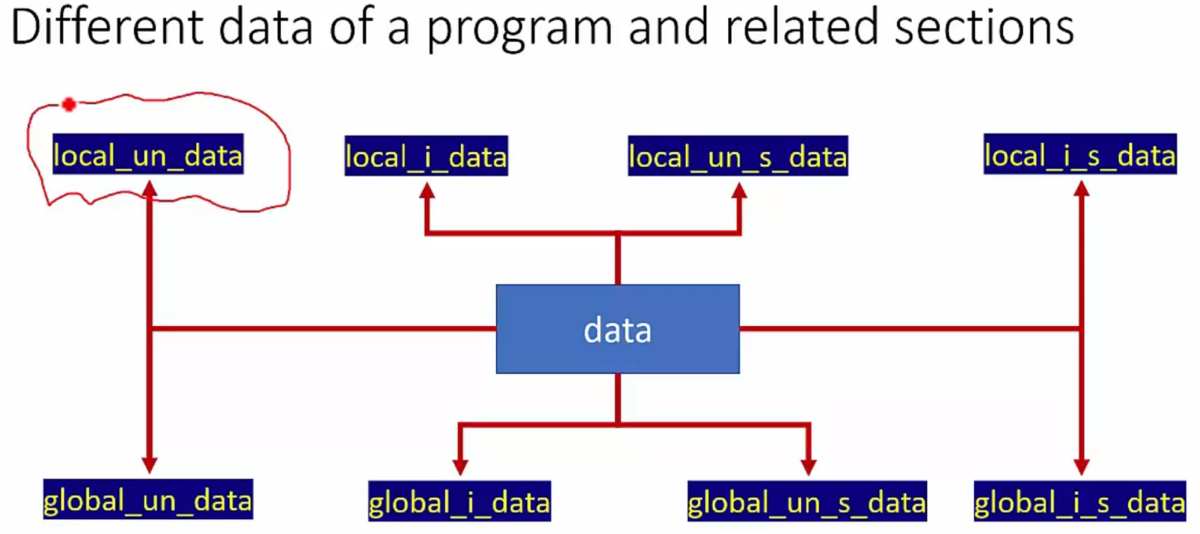 Different data of a program and related sections
local_un_data
local_i_data
local_un_s_data
local_i_s_data
data
global_un_data
global_i_data
global_un_s_data
global_i_s_data